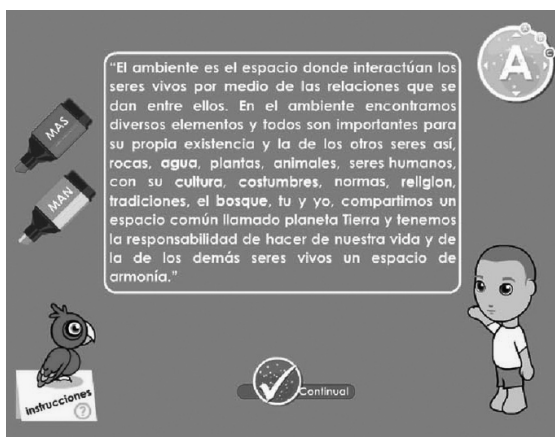 A
“El ambiente es el espacio donde interactúan los
seres vivos por medio de las relaciones que se
dan entre ellos. En el ambiente encontramos
diversos elementos y todos son importantes para
su propia existencia y la de los otros seres así,
rocas, agua, plantas, animales, seres humanos,
con su cultura, costumbres, normas, religion,
tradiciones, el bosque, tu y yo, compartimos un
espacio común llamado planeta Tierra y tenemos
la responsabilidad de hacer de nuestra vida y de
la de los demás seres vivos un espacio de
armonía.”
MAS
MAN
instrucciones
?
Continua!